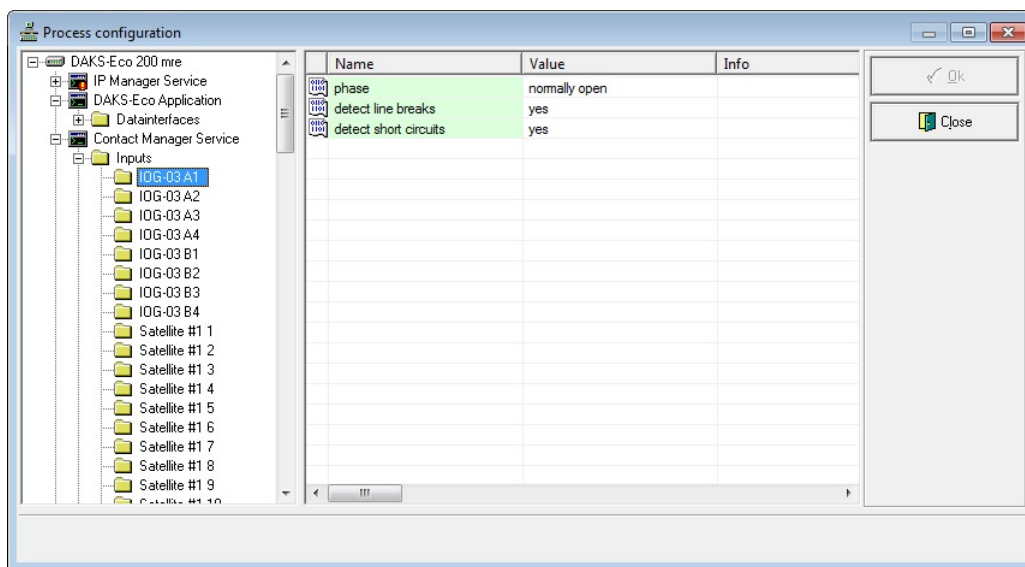 Process configuration
DAKS-Eco 200 mre
IP Manager Service
DAKS-Eco Application
Datainterfaces
Contact Manager Service
Inputs
IOG-03 A1
IOG-03 A2
IOG-03 A3
IOG-03 A4
IOG-03 B1
IOG-03 B2
IOG-03 B3
IOG-03 B4
Satellite #1 1
Satellite #1 2
Satellite #1 3
Satellite #1 4
Satellite #1 5
Satellite #1 6
Satellite #1 7
Satellite #1 8
Satellite #1 9
Satellite #1 10
Name Value Info
phase normally open
detect line breaks yes
detect short circuits yes
Ok
Close